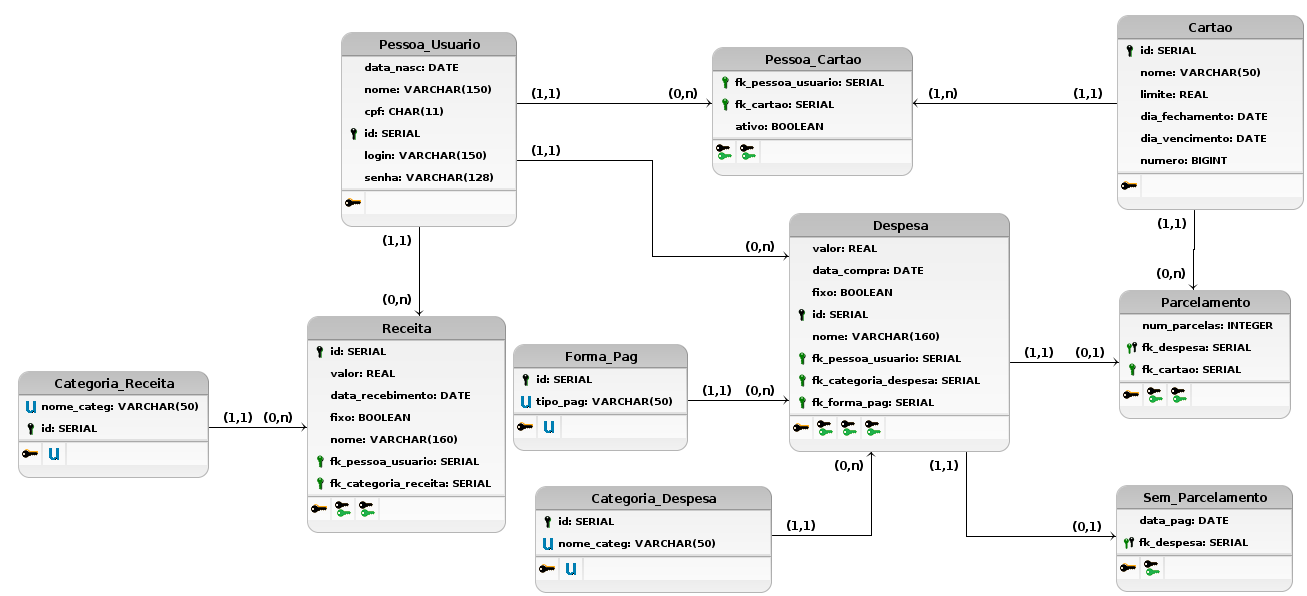 Pessoa_Usuario
data_nasc: DATE
nome: VARCHAR(150)
cpf: CHAR(11)
id: SERIAL
login: VARCHAR(150)
senha: VARCHAR(128)
(1,1)
(0,n)
(1,1)
(0,n)
(1,1)
(0,n)
Pessoa_Cartao
fk_pessoa_usuario: SERIAL
fk_cartao: SERIAL
ativo: BOOLEAN
(1,n)
(1,1)
Cartao
id: SERIAL
nome: VARCHAR(50)
limite: REAL
dia_fechamento: DATE
dia_vencimento: DATE
numero: BIGINT
(1,1)
(0,n)
Despesa
valor: REAL
data_compra: DATE
fixo: BOOLEAN
id: SERIAL
nome: VARCHAR(160)
fk_pessoa_usuario: SERIAL
fk_categoria_despesa: SERIAL
fk_forma_pag: SERIAL
(1,1)
(0,1)
Parcelamento
num_parcelas: INTEGER
fk_despesa: SERIAL
fk_cartao: SERIAL
Receita
id: SERIAL
valor: REAL
data_recebimento: DATE
fixo: BOOLEAN
nome: VARCHAR(160)
fk_pessoa_usuario: SERIAL
fk_categoria_receita: SERIAL
Forma_Pag
id: SERIAL
U tipo_pag: VARCHAR(50)
U
(1,1)
(0,n)
Categoria_Receita
U nome_categ: VARCHAR(50)
id: SERIAL
U
(1,1)
(0,n)
Categoria_Despesa
id: SERIAL
U nome_categ: VARCHAR(50)
U
(1,1)
(0,n)
(1,1)
(0,1)
Sem_Parcelamento
data_pag: DATE
fk_despesa: SERIAL